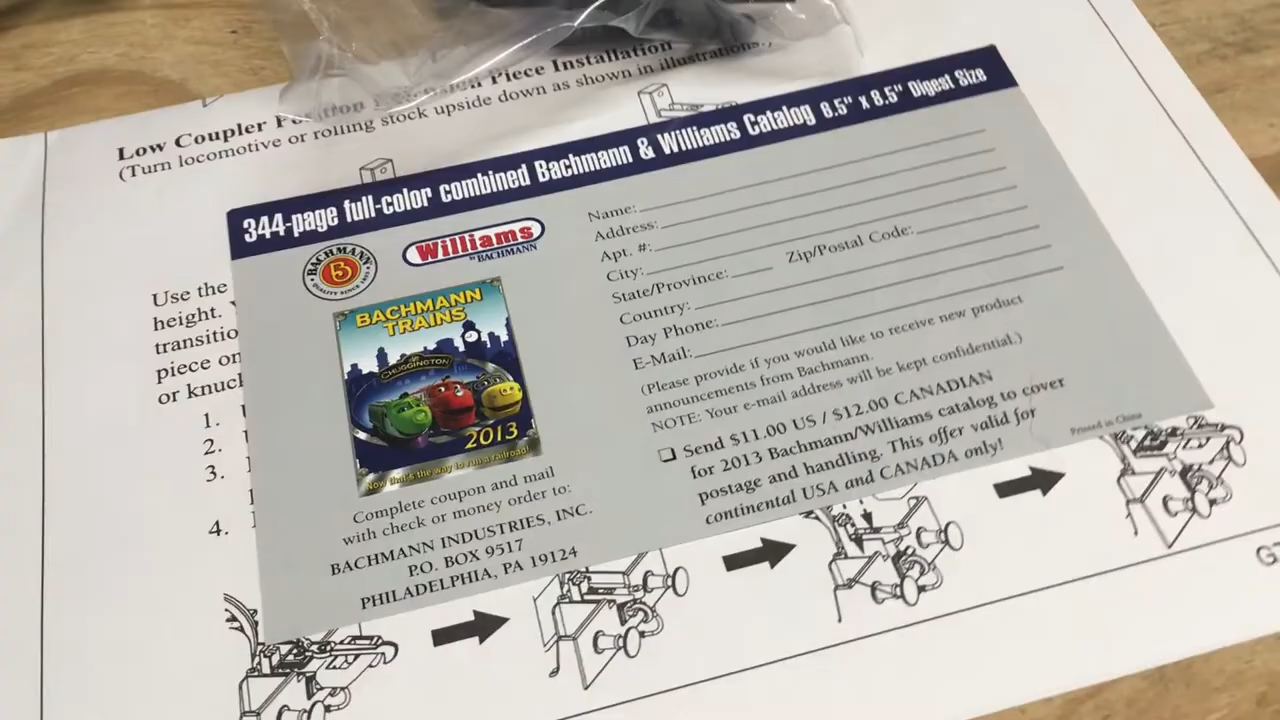 Low Coupler Position Extension Piece Installation
(Turn locomotive or rolling stock upside down as shown in illustrations.)
344-page full-color combined Bachmann & Williams Catalog 8.5" x 8.5" Digest Size
BACHMANN
B
QUALITY SINCE 1833
Williams
by BACHMANN
BACHMANN
TRAINS
CHUGGINGTON
2013
Now that's the way to run a railroad!
Complete coupon and mail
with check or money order to:
BACHMANN INDUSTRIES, INC.
P.O. BOX 9517
PHILADELPHIA, PA 19124
Name:
Address:
Apt. #:
City:
State/Province: Zip/Postal Code:
Country:
Day Phone:
E-Mail:
(Please provide if you would like to receive new product
announcements from Bachmann.
NOTE: Your e-mail address will be kept confidential.)
Send $11.00 US / $12.00 CANADIAN
for 2013 Bachmann/Williams catalog to cover
postage and handling. This offer valid for
continental USA and CANADA only!
Printed in China
Use the
height.
transitio
piece on
or knuc
1.
2.
3.
4.
G